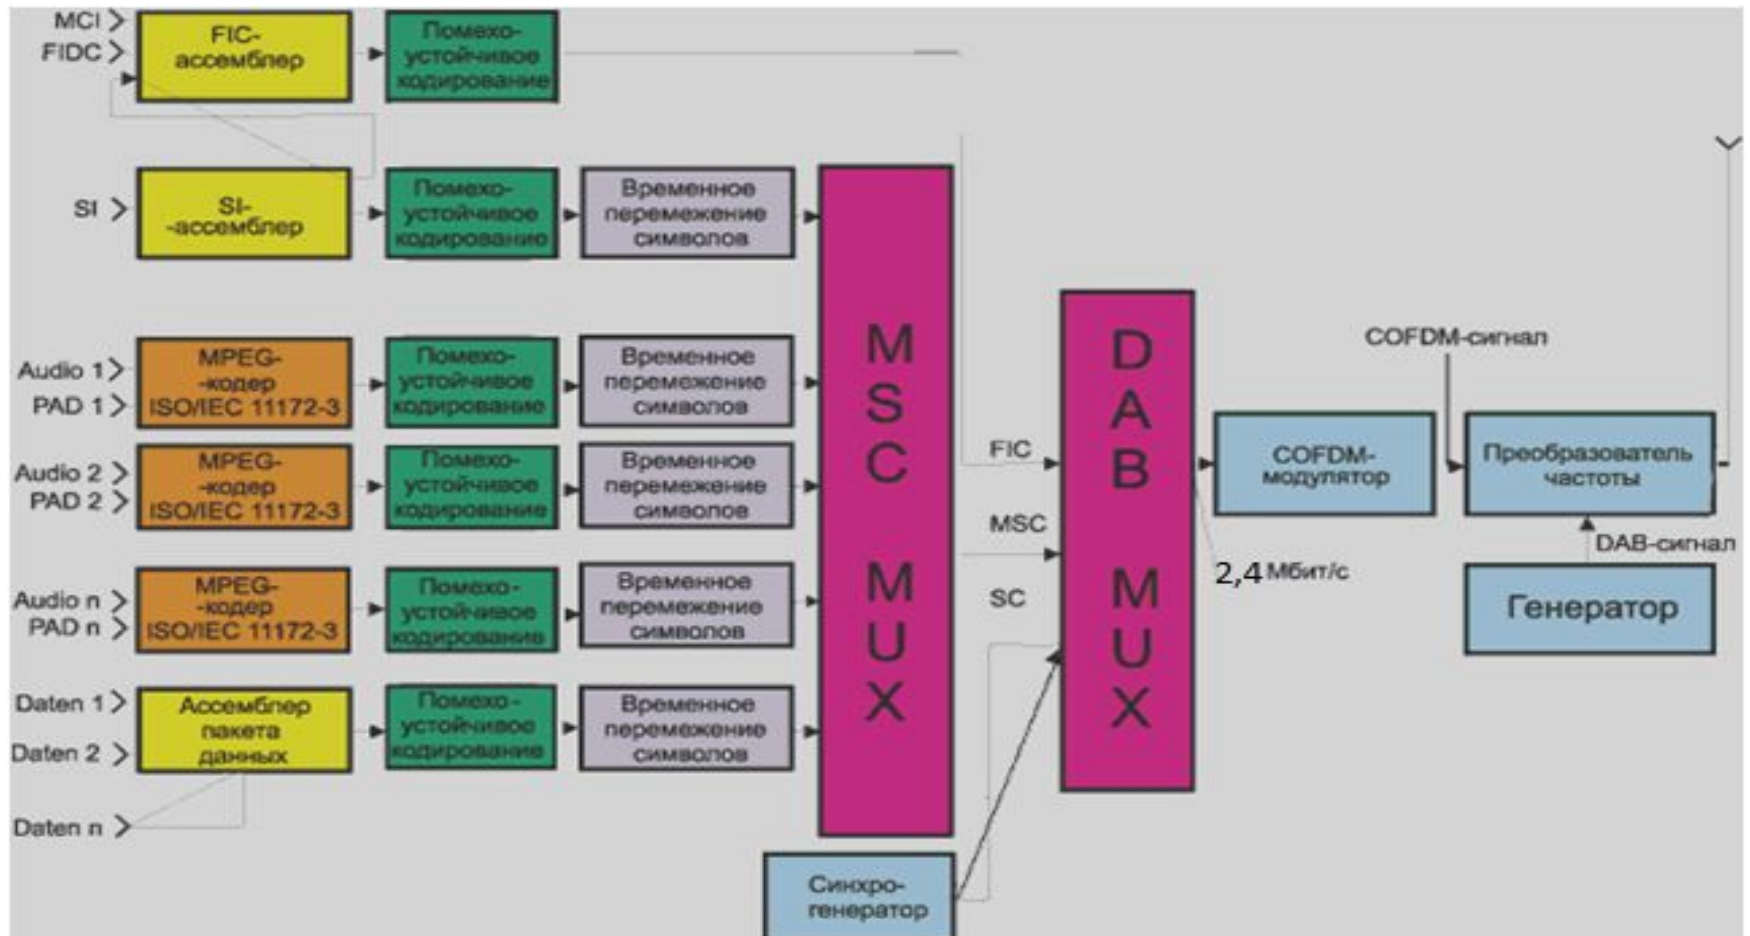 MCI
FIDC
FIC-
ассемблер
Помехо-
устойчивое
кодирование
SI
SI-
-ассемблер
Помехо-
устойчивое
кодирование
Временное
перемежение
символов
Audio 1
PAD 1
MPEG-
-кодер
ISO/IEC 11172-3
Помехо-
устойчивое
кодирование
Временное
перемежение
символов
Audio 2
PAD 2
MPEG-
-кодер
ISO/IEC 11172-3
Помехо-
устойчивое
кодирование
Временное
перемежение
символов
Audio n
PAD n
MPEG-
-кодер
ISO/IEC 11172-3
Помехо-
устойчивое
кодирование
Временное
перемежение
символов
Daten 1
Daten 2
Daten n
Ассемблер
пакета
данных
Помехо-
устойчивое
кодирование
Временное
перемежение
символов
M
S
C
M
U
X
Синхро-
генератор
FIC
MSC
SC
D
A
B
M
U
X
2,4 Мбит/с
COFDM-
модулятор
COFDM-сигнал
Преобразователь
частоты
DAB-сигнал
Генератор